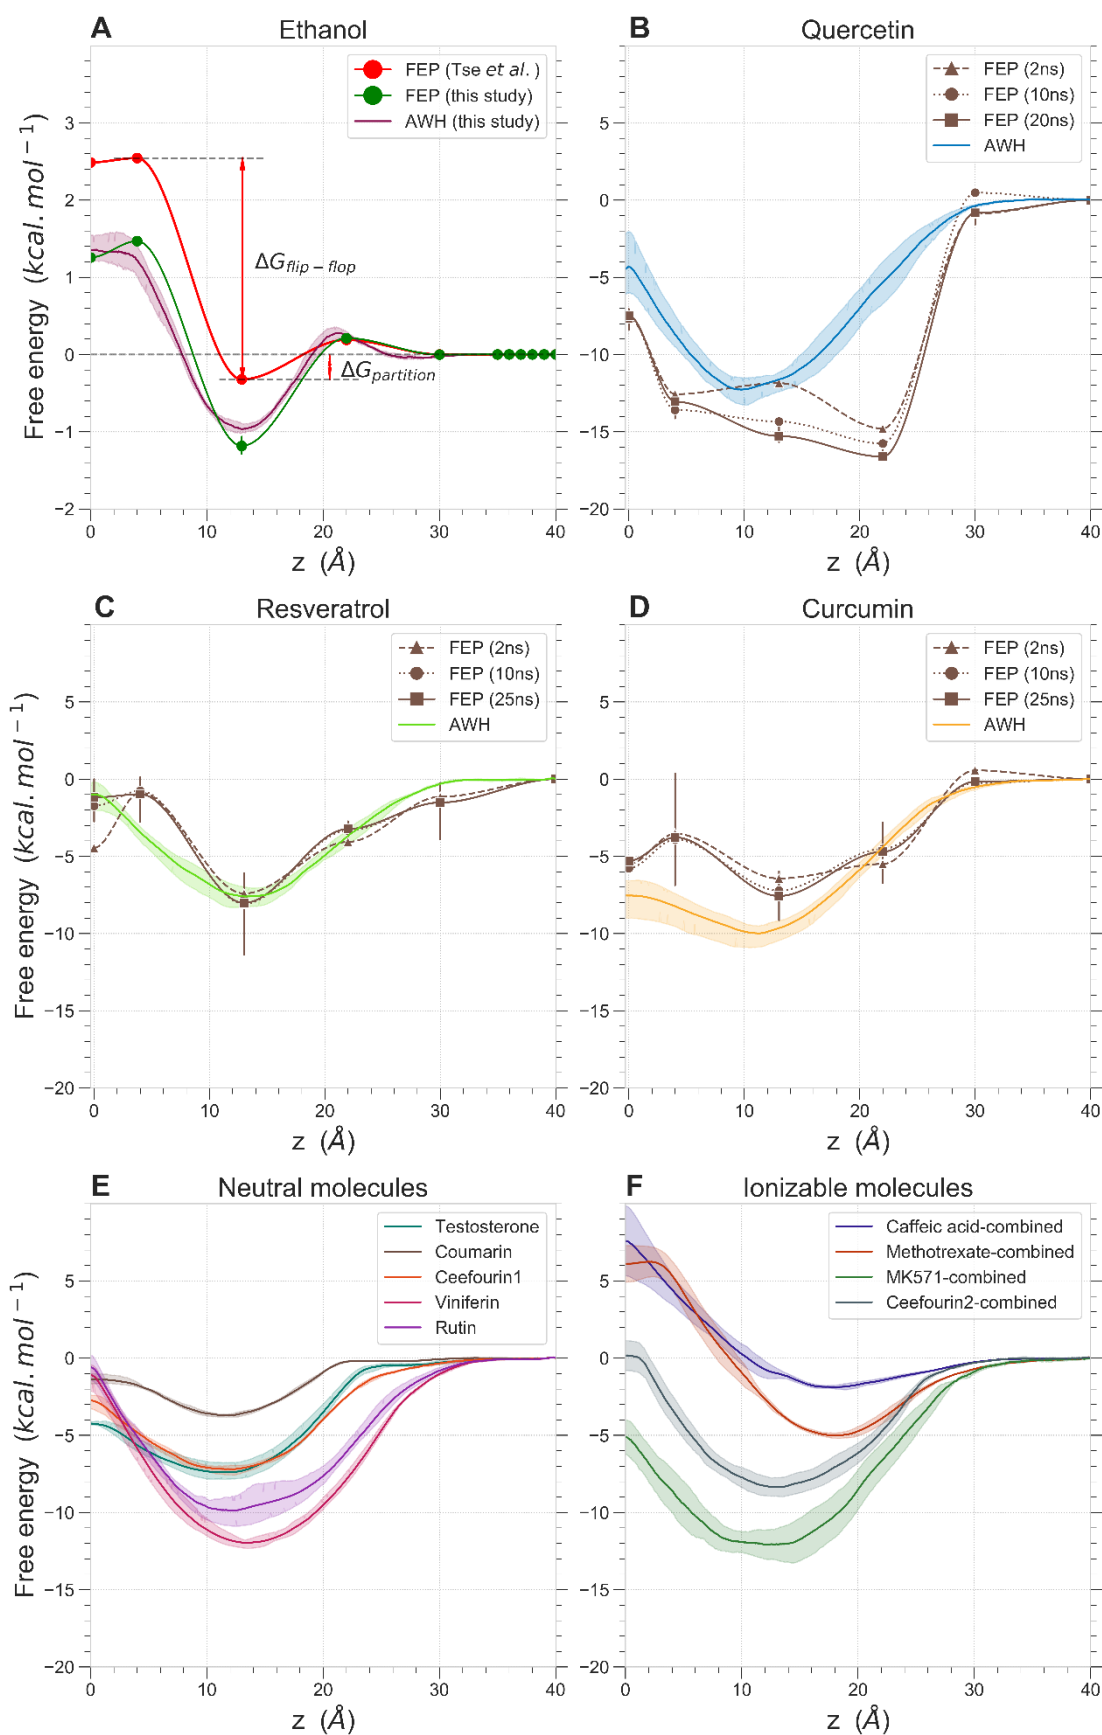 A Ethanol
FEP (Tse et al.)
FEP (this study)
AWH (this study)
ΔG_flip−flop
ΔG_partition
3
2
1
0
−1
−2
0 10 20 30 40
z (Å)
Free energy (kcal.mol⁻¹)
B Quercetin
FEP (2ns)
FEP (10ns)
FEP (20ns)
AWH
5
0
−5
−10
−15
−20
0 10 20 30 40
z (Å)
C Resveratrol
FEP (2ns)
FEP (10ns)
FEP (25ns)
AWH
5
0
−5
−10
−15
−20
0 10 20 30 40
z (Å)
Free energy (kcal.mol⁻¹)
D Curcumin
FEP (2ns)
FEP (10ns)
FEP (25ns)
AWH
5
0
−5
−10
−15
−20
0 10 20 30 40
z (Å)
E Neutral molecules
Testosterone
Coumarin
Ceefourin1
Viniferin
Rutin
5
0
−5
−10
−15
−20
0 10 20 30 40
z (Å)
Free energy (kcal.mol⁻¹)
F Ionizable molecules
Caffeic acid-combined
Methotrexate-combined
MK571-combined
Ceefourin2-combined
5
0
−5
−10
−15
−20
0 10 20 30 40
z (Å)